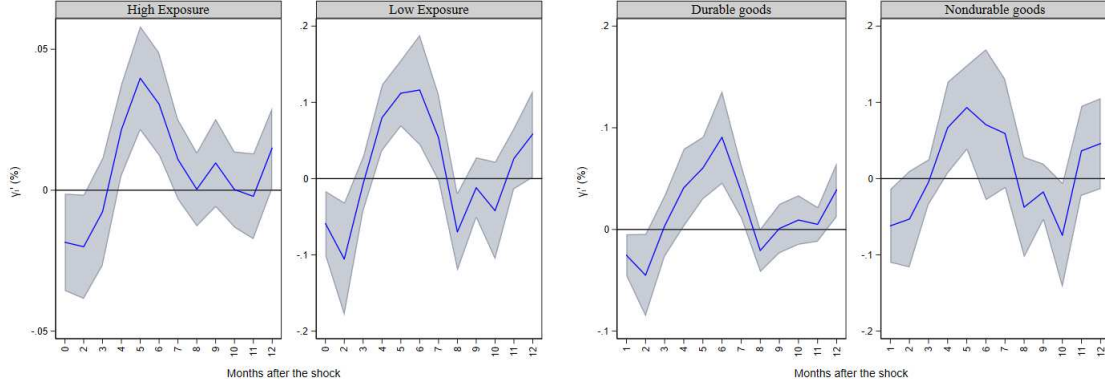 High Exposure
Low Exposure
Durable goods
Nondurable goods
.05
0
-.05
γᵢ' (%)
0 2 3 4 5 6 7 8 9 10 11 12
.2
.1
0
-.1
-.2
0 2 3 4 5 6 7 8 9 10 11 12
Months after the shock
.2
.1
0
-.1
γᵢ' (%)
1 2 3 4 5 6 7 8 9 10 11 12
.2
.1
0
-.1
-.2
1 2 3 4 5 6 7 8 9 10 11 12
Months after the shock